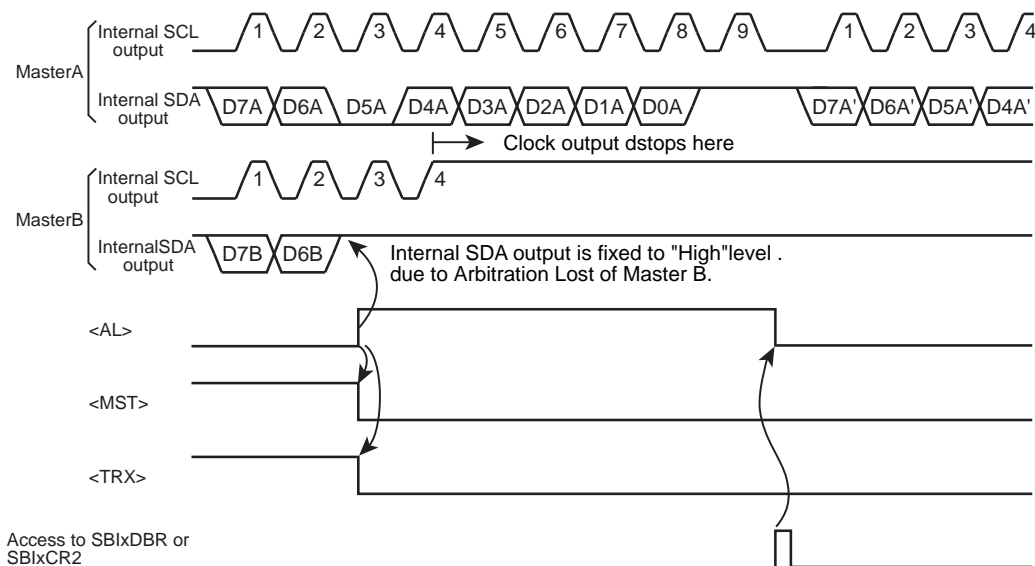 Internal SCL
output
1 2 3 4 5 6 7 8 9 1 2 3 4
MasterA
Internal SDA
output
D7A D6A D5A D4A D3A D2A D1A D0A D7A' D6A' D5A' D4A'
Clock output dstops here
Internal SCL
output
1 2 3 4
MasterB
InternalSDA
output
D7B D6B
Internal SDA output is fixed to "High"level .
due to Arbitration Lost of Master B.
<AL>
<MST>
<TRX>
Access to SBIxDBR or
SBIxCR2